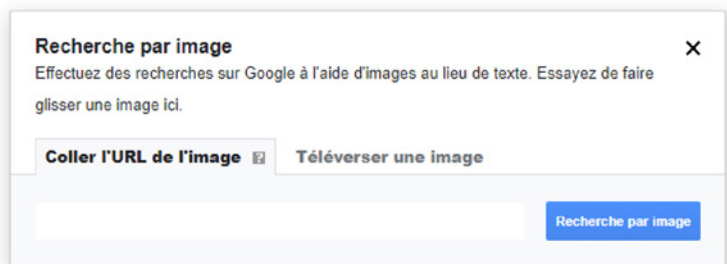 Recherche par image
Effectuez des recherches sur Google à l'aide d'images au lieu de texte. Essayez de faire
glisser une image ici.
Coller l'URL de l'image ?
Téléverser une image
Recherche par image